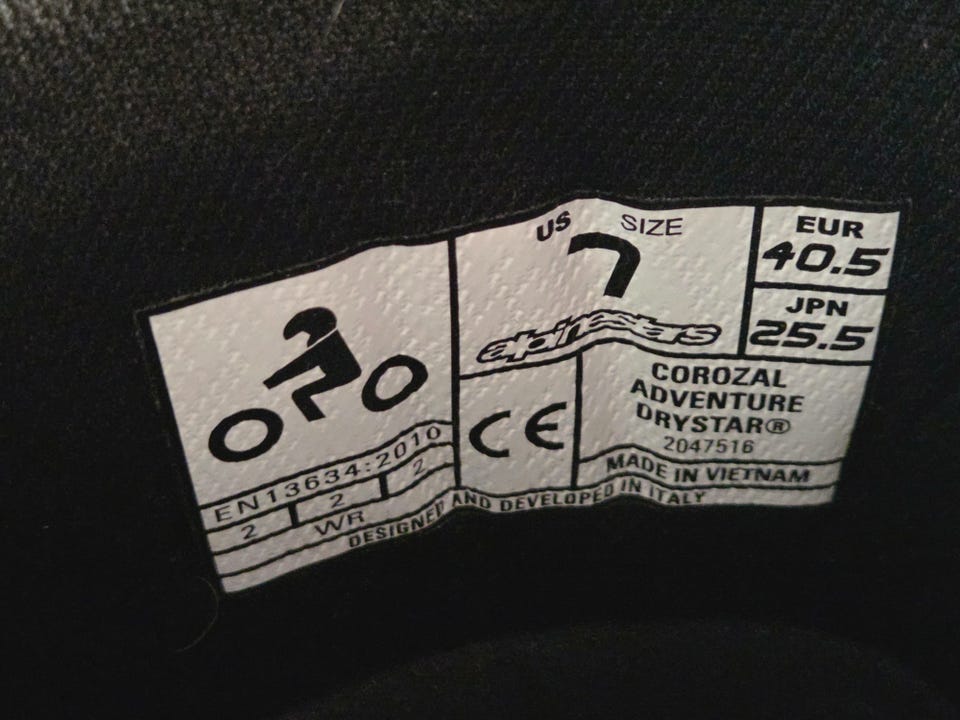 US SIZE
7
alpinestars
EUR
40.5
JPN
25.5
CE
COROZAL
ADVENTURE
DRYSTAR®
2047516
MADE IN VIETNAM
EN13634:2010
2 2 2
WR
DESIGNED AND DEVELOPED IN ITALY